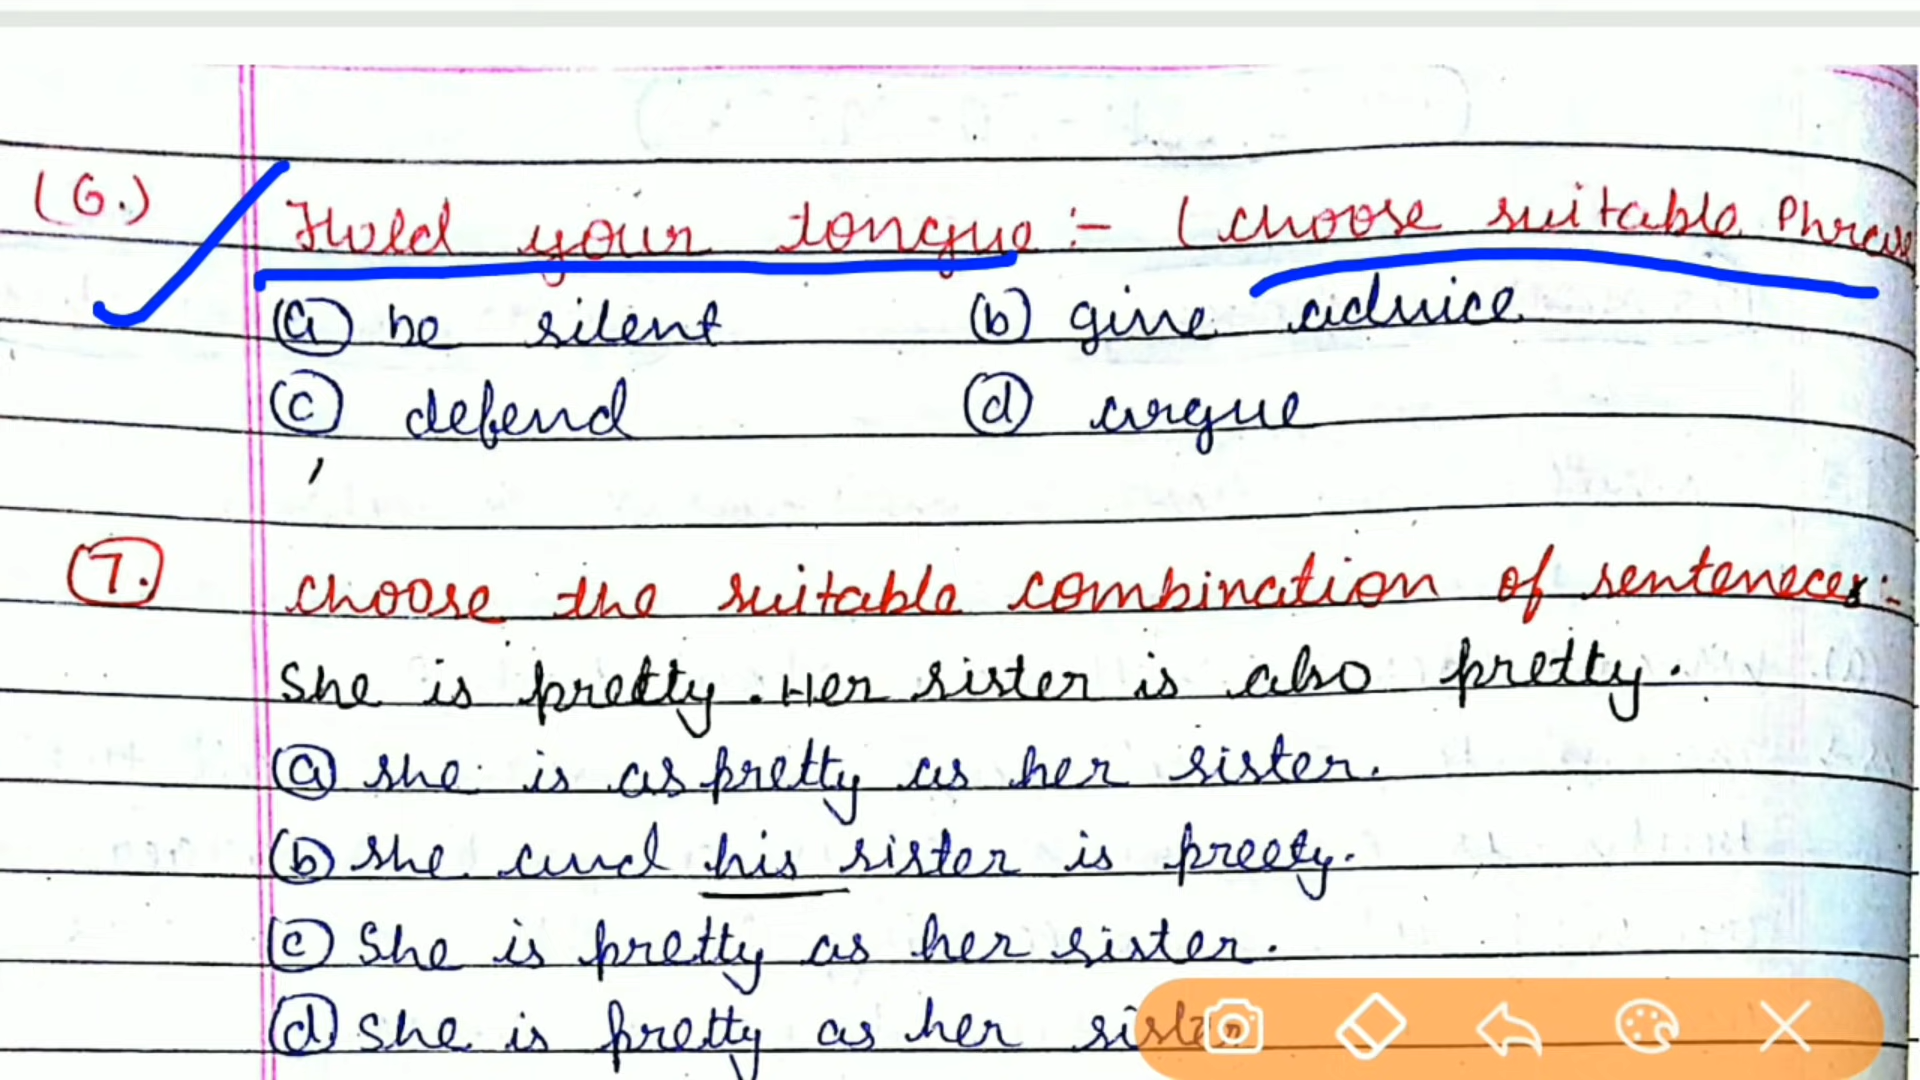 (6.) Hold your tongue :- (choose suitable Phrase
(a) be silent (b) give advice
(c) defend (d) argue
(7.) choose the suitable combination of senteneces:-
she is pretty. Her sister is also pretty.
(a) she is as pretty as her sister.
(b) she and his sister is preety.
(c) She is pretty as her sister.
(d) she is pretty as her sister